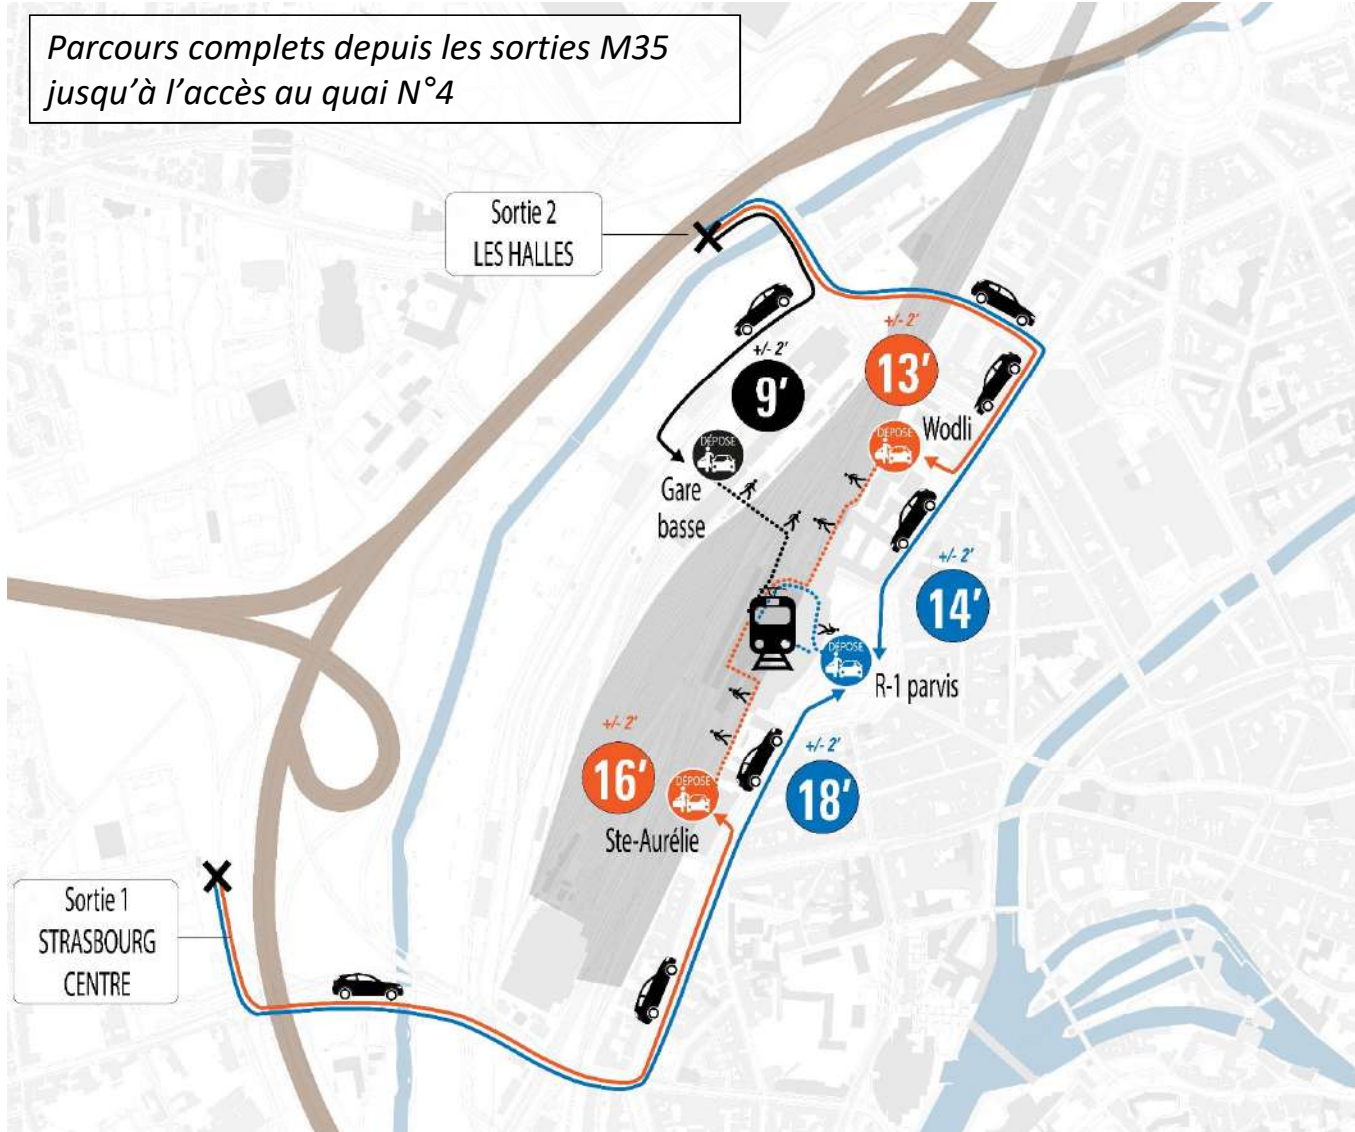 Parcours complets depuis les sorties M35
jusqu'à l'accès au quai N°4
Sortie 2
LES HALLES
+/- 2'
13'
+/- 2'
9'
DÉPOSE
Wodli
DÉPOSE
Gare
basse
+/- 2'
14'
DÉPOSE
R-1 parvis
+/- 2'
16'
+/- 2'
18'
DÉPOSE
Ste-Aurélie
Sortie 1
STRASBOURG
CENTRE